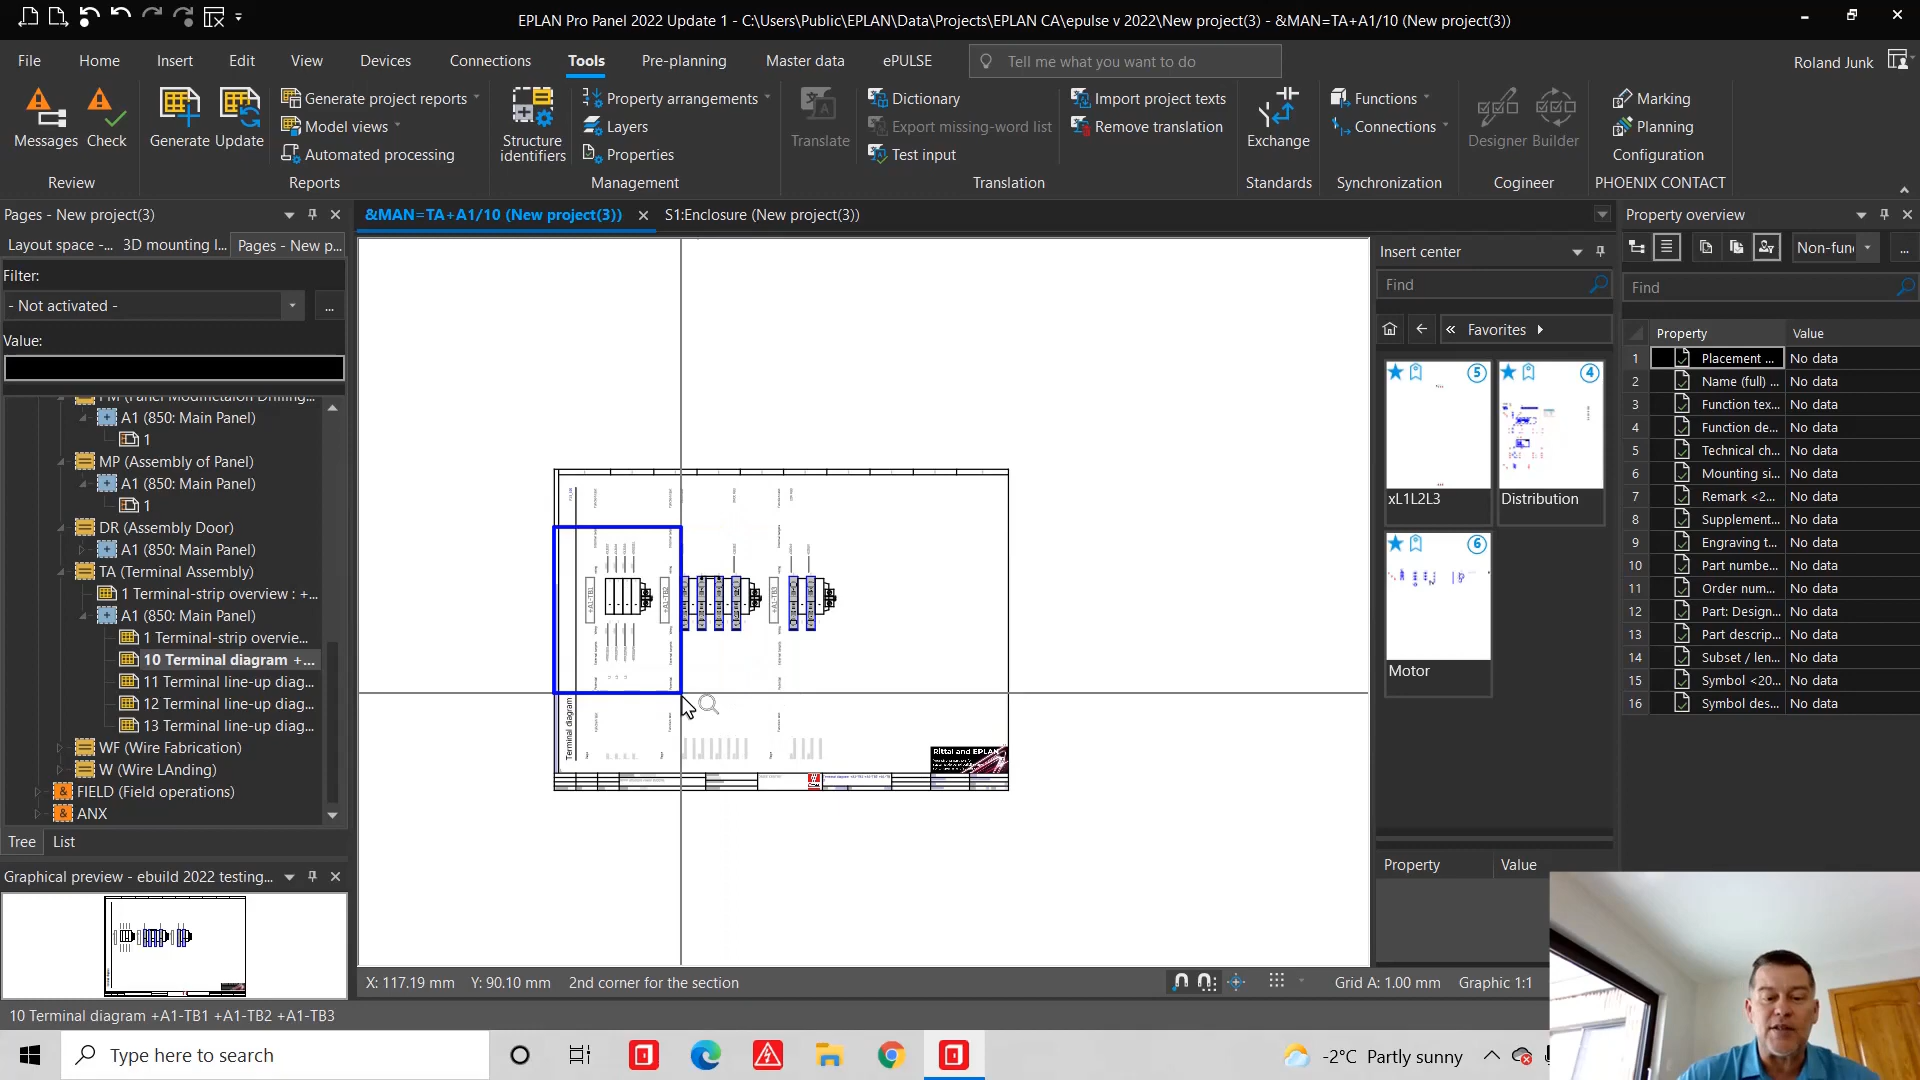 EPLAN Pro Panel 2022 Update 1 - C:\Users\Public\EPLAN\Data\Projects\EPLAN CA\epulse v 2022\New project(3) - &MAN=TA+A1/10 (New project(3))
File Home Insert Edit View Devices Connections Tools Pre-planning Master data ePULSE Tell me what you want to do Roland Junk
Messages Check
Review
Generate Update
Generate project reports
Model views
Automated processing
Reports
Structure identifiers
Property arrangements
Layers
Properties
Management
Translate
Dictionary
Export missing-word list
Test input
Import project texts
Remove translation
Translation
Exchange
Standards
Functions
Connections
Synchronization
Designer Builder
Cogineer
Marking
Planning
Configuration
PHOENIX CONTACT
Pages - New project(3)
Layout space -... 3D mounting l... Pages - New p...
Filter:
- Not activated -
...
Value:
A1 (850: Main Panel)
1
MP (Assembly of Panel)
A1 (850: Main Panel)
1
DR (Assembly Door)
A1 (850: Main Panel)
TA (Terminal Assembly)
1 Terminal-strip overview : +...
A1 (850: Main Panel)
1 Terminal-strip overvie...
10 Terminal diagram +...
11 Terminal line-up diag...
12 Terminal line-up diag...
13 Terminal line-up diag...
WF (Wire Fabrication)
W (Wire LAnding)
FIELD (Field operations)
ANX
Tree List
Graphical preview - ebuild 2022 testing...
10 Terminal diagram +A1-TB1 +A1-TB2 +A1-TB3
&MAN=TA+A1/10 (New project(3)) S1:Enclosure (New project(3))
+A1-TB1
+A1-TB2
+A1-TB3
Terminal diagram
Rittal and EPLAN
X: 117.19 mm Y: 90.10 mm 2nd corner for the section
Grid A: 1.00 mm Graphic 1:1
Insert center
Find
« Favorites
5
xL1L2L3
4
Distribution
6
Motor
Property Value
Property overview
Non-fun
...
Find
Property Value
1 Placement ... No data
2 Name (full) ... No data
3 Function tex... No data
4 Function de... No data
5 Technical ch... No data
6 Mounting si... No data
7 Remark <2... No data
8 Supplement... No data
9 Engraving t... No data
10 Part numbe... No data
11 Order num... No data
12 Part: Design... No data
13 Part descrip... No data
14 Subset / len... No data
15 Symbol <20... No data
16 Symbol des... No data
Type here to search
-2°C Partly sunny